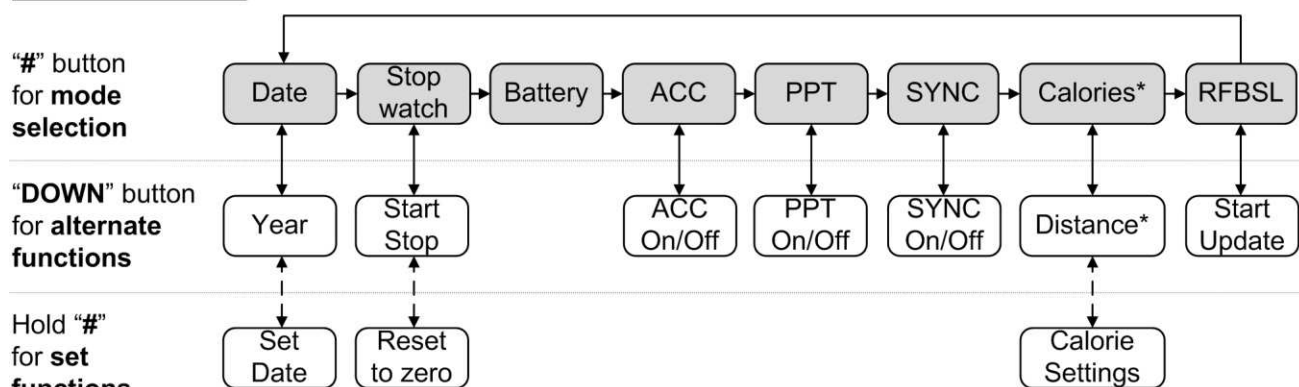 “#” button
for mode
selection
Date
Stop
watch
Battery
ACC
PPT
SYNC
Calories*
RFBSL
“DOWN” button
for alternate
functions
Year
Start
Stop
ACC
On/Off
PPT
On/Off
SYNC
On/Off
Distance*
Start
Update
Hold “#”
for set
functions
Set
Date
Reset
to zero
Calorie
Settings